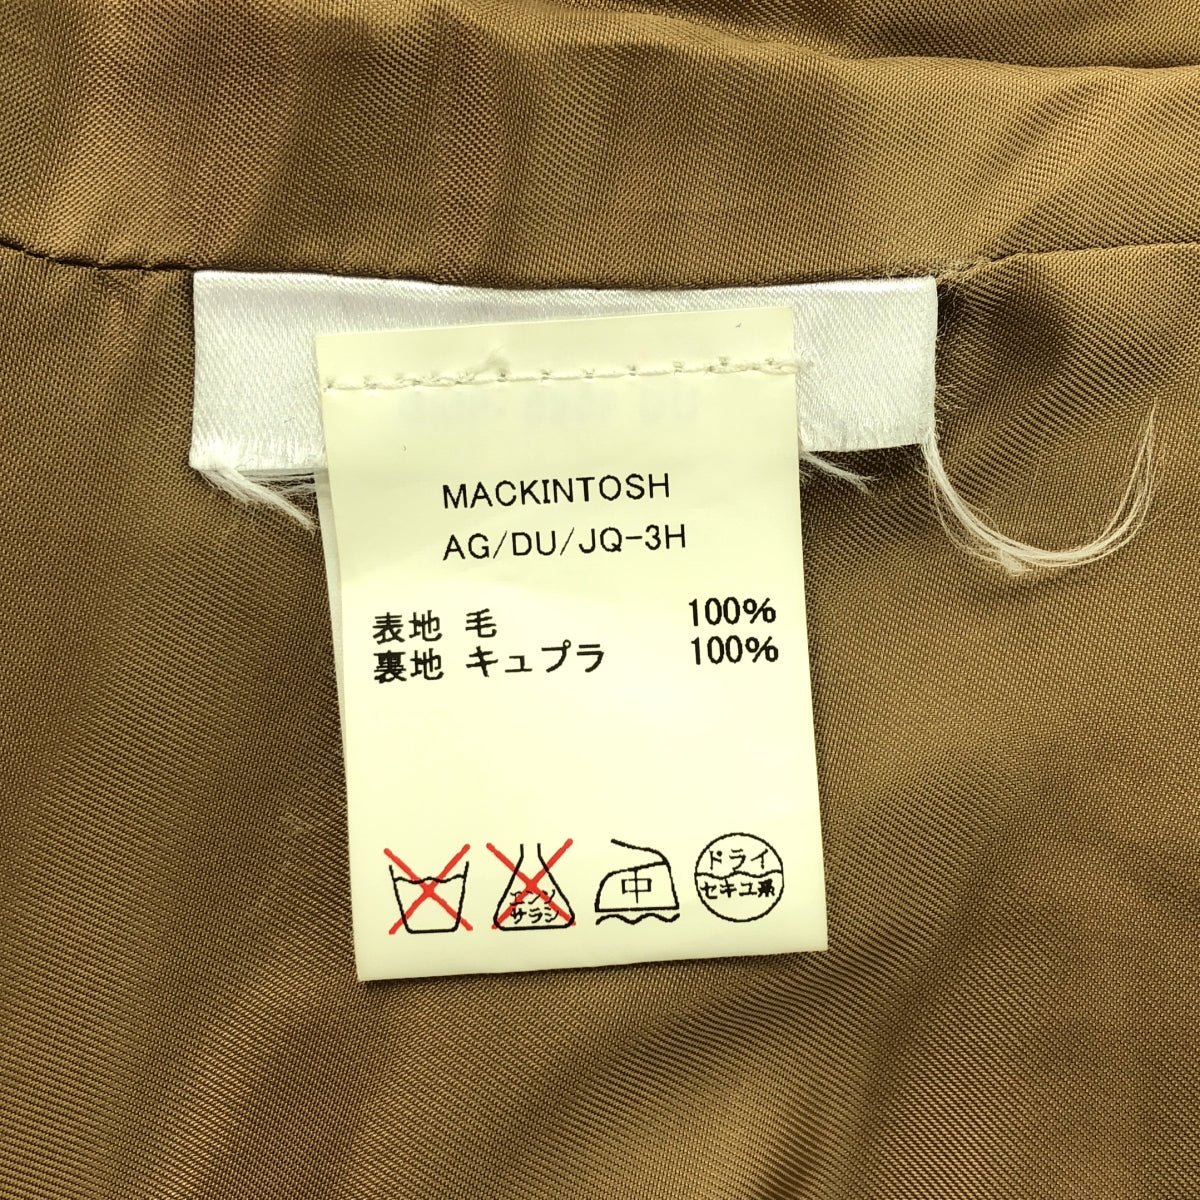 MACKINTOSH
AG/DU/JQ-3H
表地 毛 100%
裏地 キュプラ 100%
エンソ
サラシ
中
ドライ
セキユ系